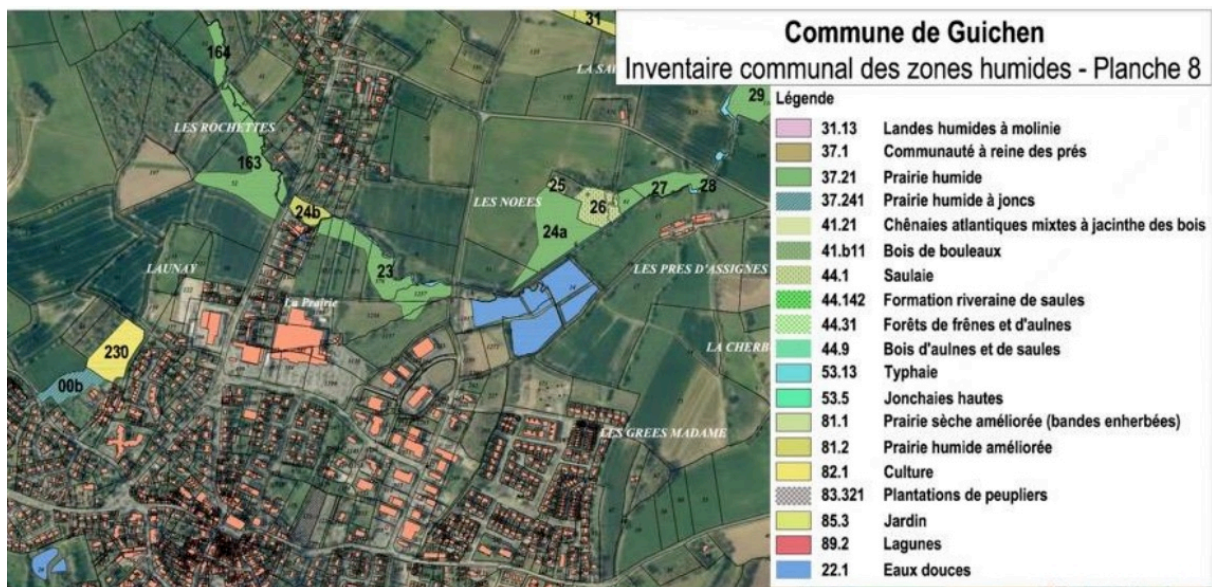 Commune de Guichen
Inventaire communal des zones humides - Planche 8
Légende
31.13 Landes humides à molinie
37.1 Communauté à reine des prés
37.21 Prairie humide
37.241 Prairie humide à joncs
41.21 Chênaies atlantiques mixtes à jacinthe des bois
41.b11 Bois de bouleaux
44.1 Saulaie
44.142 Formation riveraine de saules
44.31 Forêts de frênes et d'aulnes
44.9 Bois d'aulnes et de saules
53.13 Typhaie
53.5 Jonchaies hautes
81.1 Prairie sèche améliorée (bandes enherbées)
81.2 Prairie humide améliorée
82.1 Culture
83.321 Plantations de peupliers
85.3 Jardin
89.2 Lagunes
22.1 Eaux douces
31
164
29
LES ROCHETTES
163
25
27
28
LES NOEES
26
24b
24a
23
LAUNAY
LES PRES D'ASSIGNES
La Prairie
230
LA CHERB
00b
LES GREES MADAME